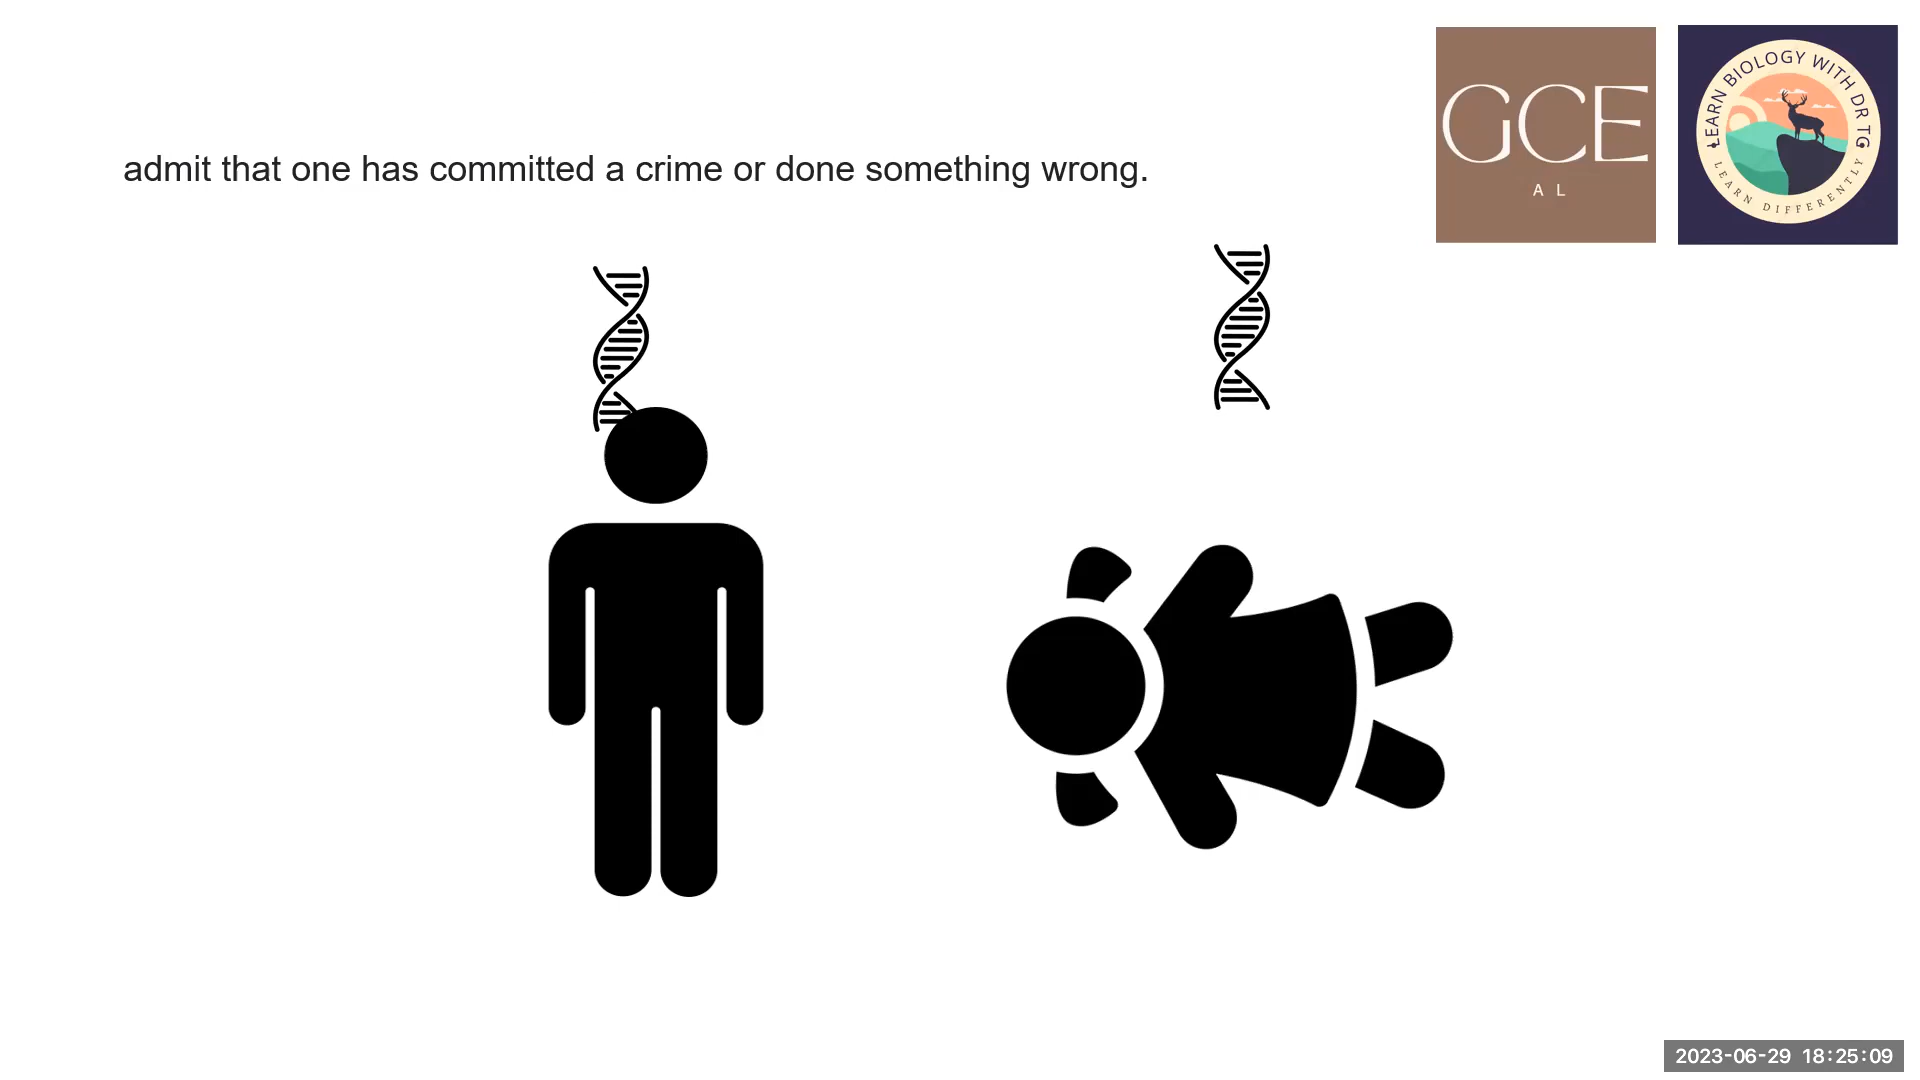 admit that one has committed a crime or done something wrong.
GCE
AL
LEARN BIOLOGY WITH DR TG
LEARN DIFFERENTLY
2023-06-29 18:25:09